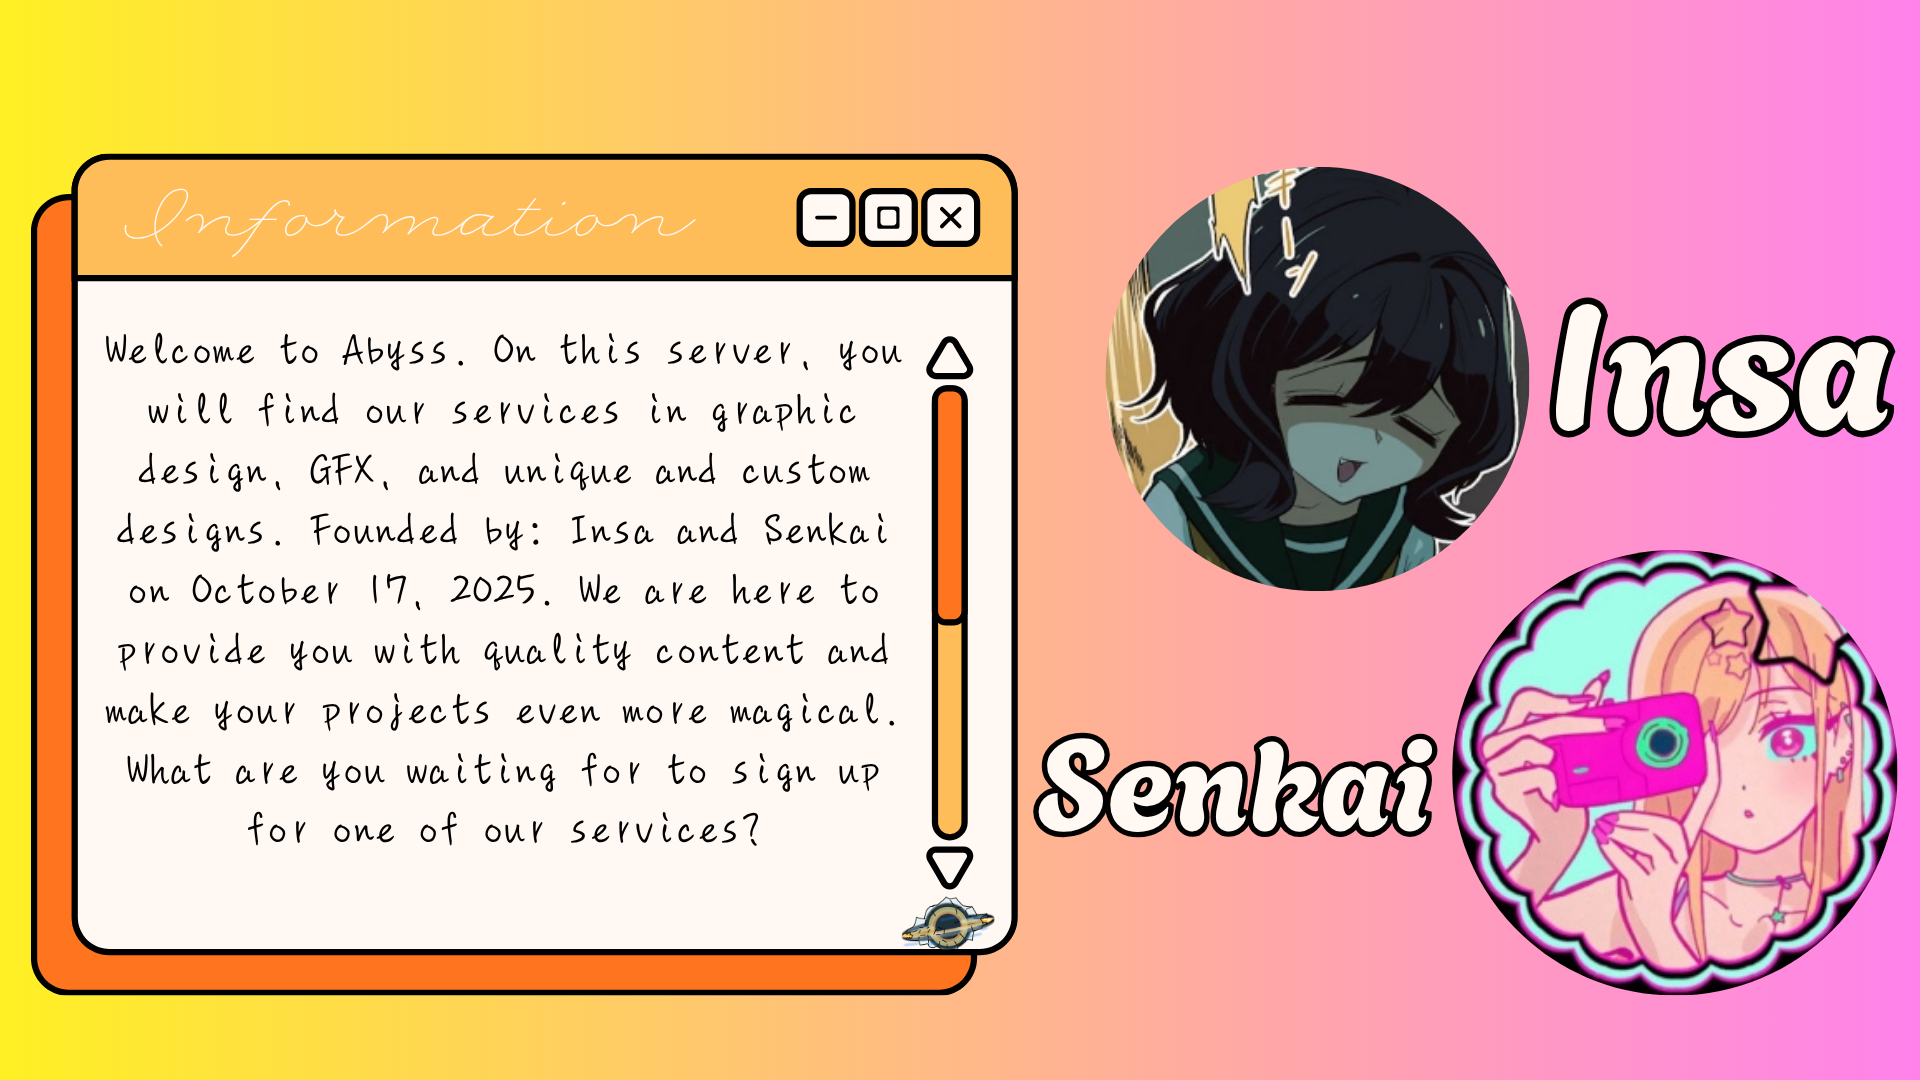 Information
Welcome to Abyss. On this server, you
will find our services in graphic
design, GFX, and unique and custom
designs. Founded by: Insa and Senkai
on October 17, 2025. We are here to
provide you with quality content and
make your projects even more magical.
What are you waiting for to sign up
for one of our services?
Insa
Senkai